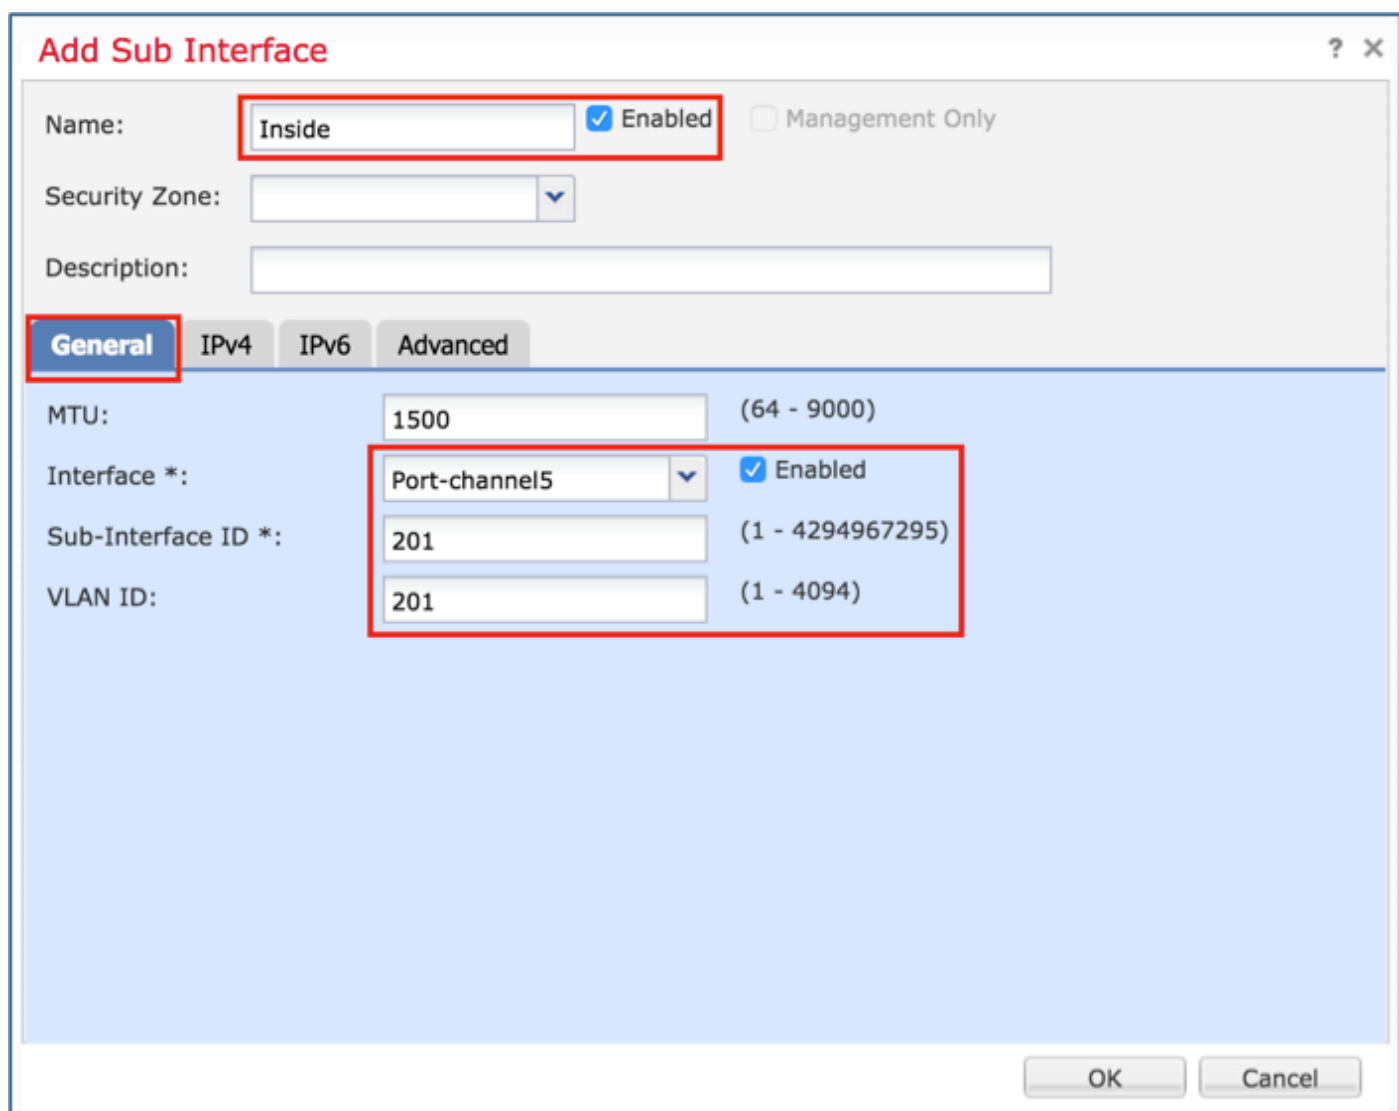 Add Sub Interface ? ×
Name: Inside Enabled Management Only
Security Zone:
Description:
General IPv4 IPv6 Advanced
MTU: 1500 (64 - 9000)
Interface *: Port-channel5 Enabled
Sub-Interface ID *: 201 (1 - 4294967295)
VLAN ID: 201 (1 - 4094)
OK Cancel